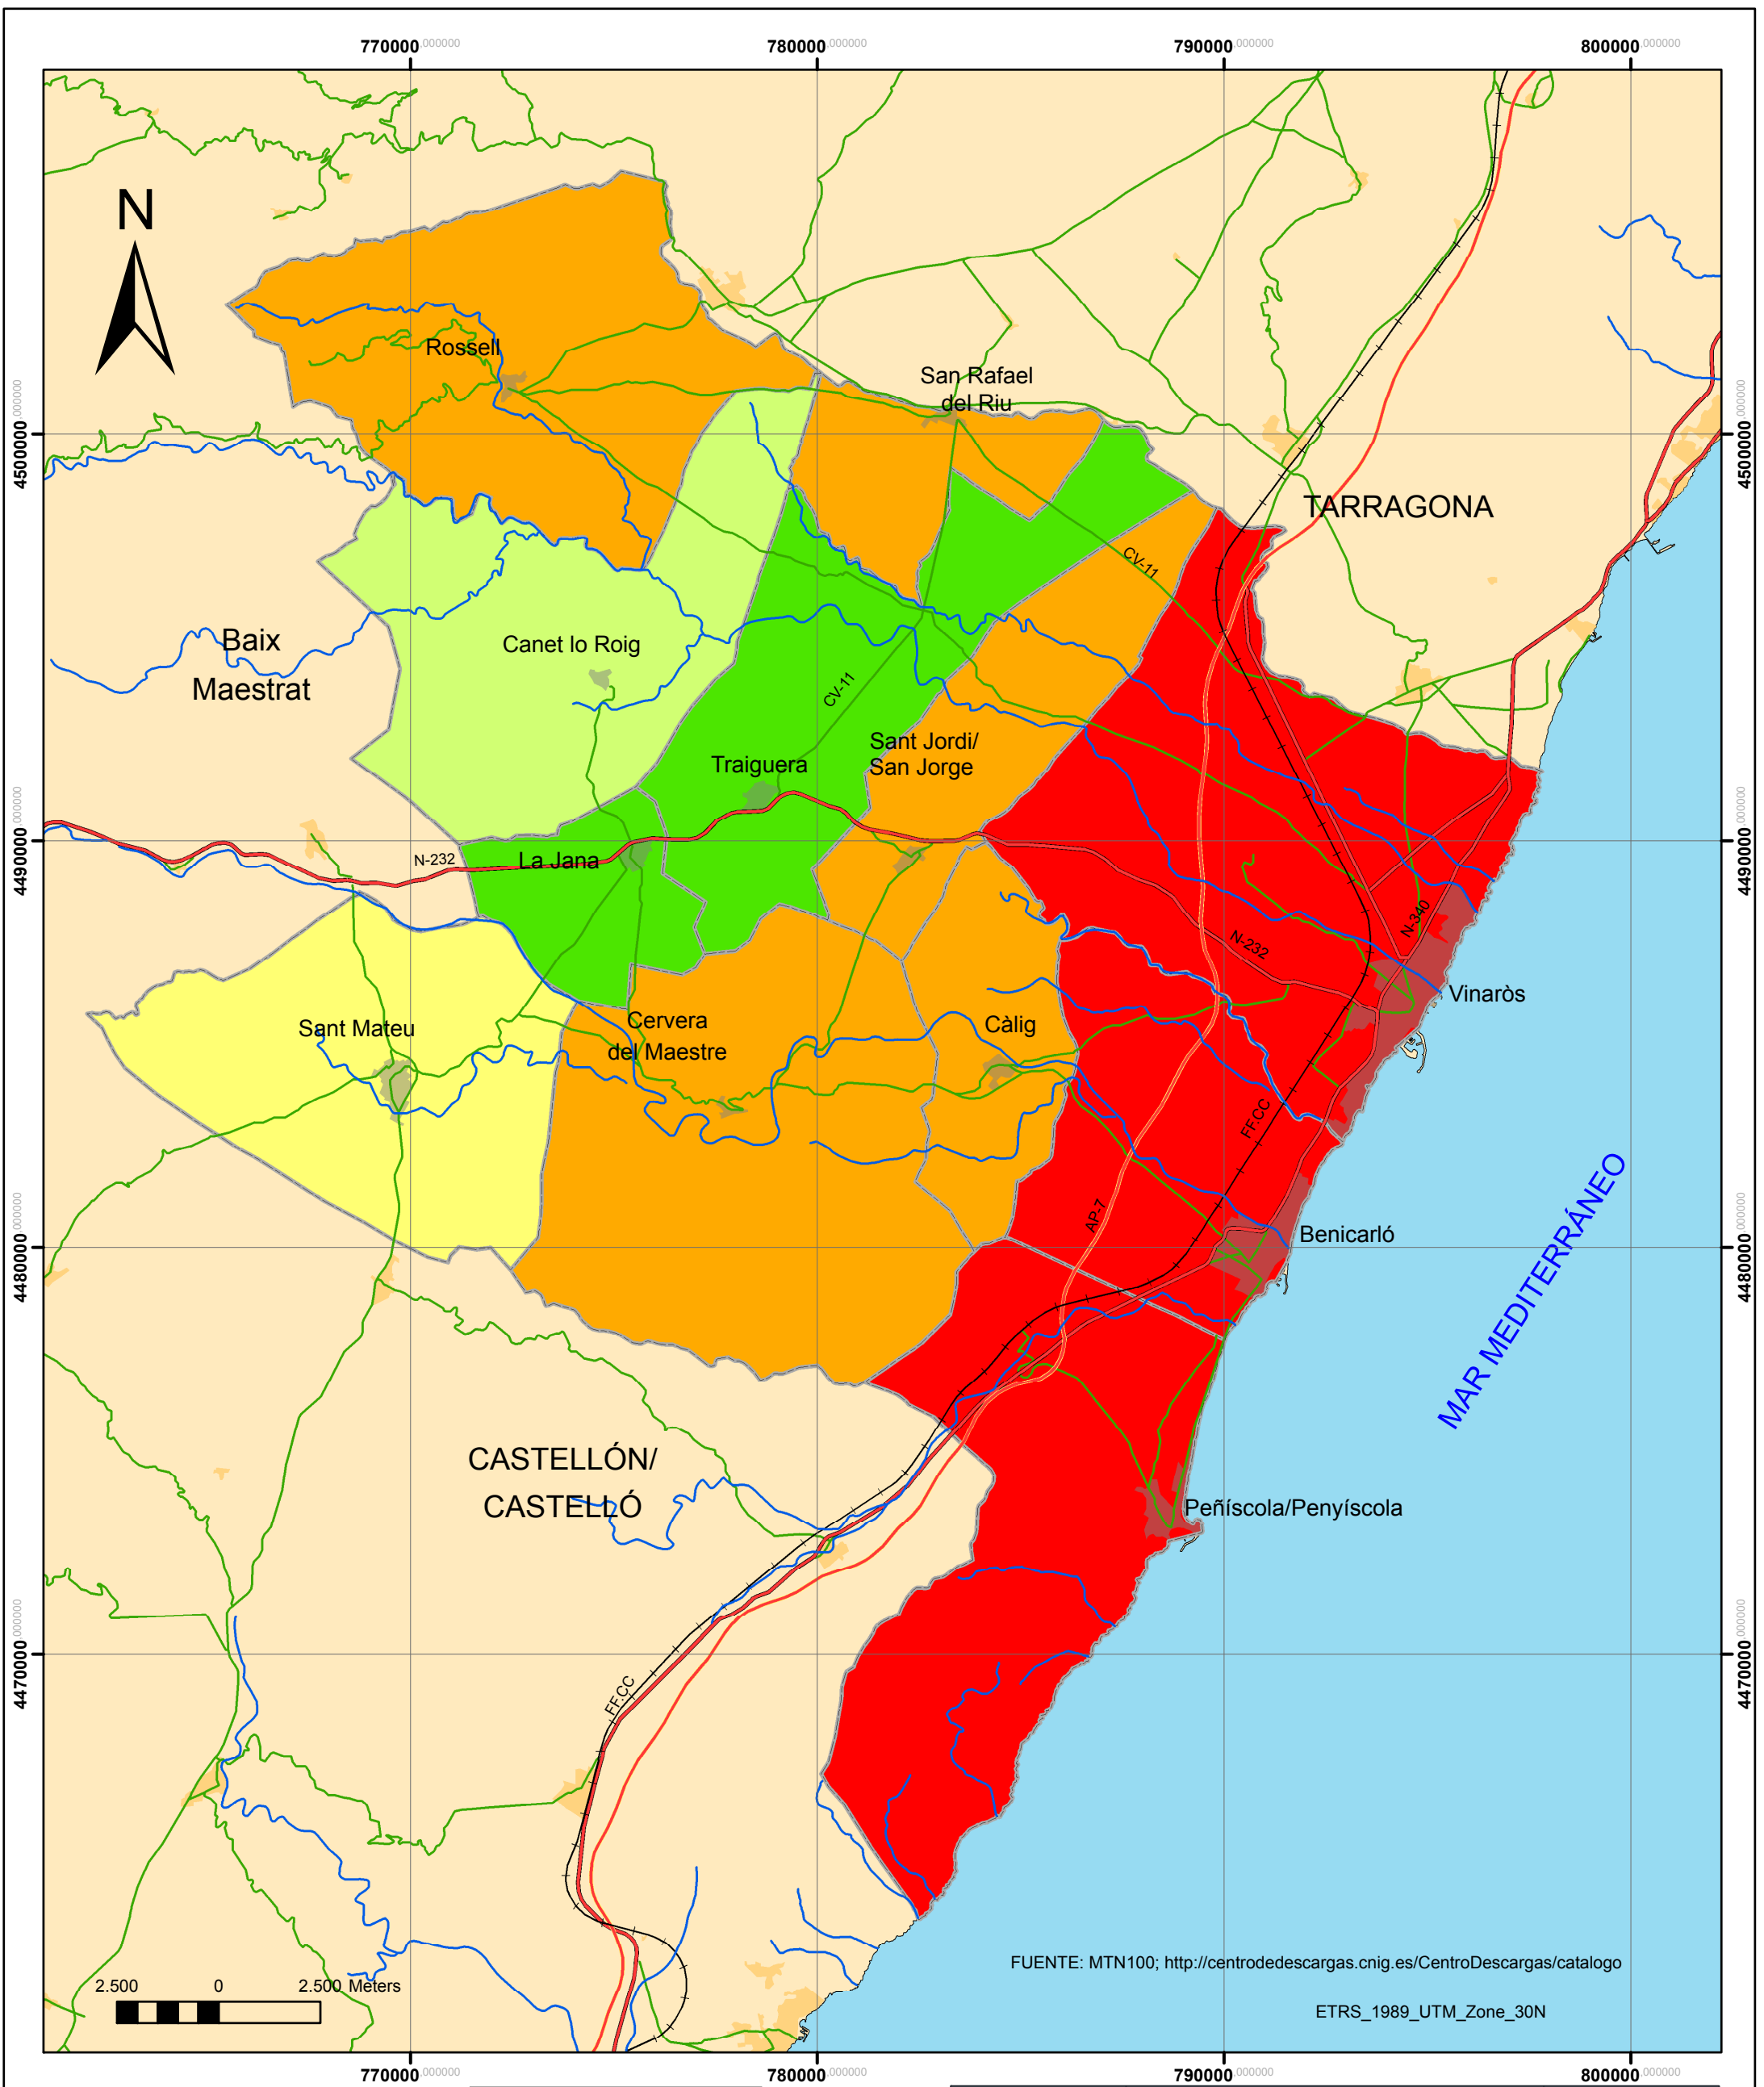 770000,000000 780000,000000 790000,000000 800000,000000
N
Rossell
San Rafael
del Riu
4500000,000000
4500000,000000
TARRAGONA
CV-11
Baix
Maestrat
Canet lo Roig
CV-11
Sant Jordi/
San Jorge
Traiguera
4490000,000000
4490000,000000
N-232
La Jana
N-340
N-232
Vinaròs
Sant Mateu
Cervera
del Maestre
Càlig
FF.CC
AP-7
Benicarló
4480000,000000
4480000,000000
MAR MEDITERRÁNEO
CASTELLÓN/
CASTELLÓ
Peñíscola/Penyíscola
4470000,000000
4470000,000000
FF.CC
FUENTE: MTN100; http://centrodedescargas.cnig.es/CentroDescargas/catalogo
2.500 0 2.500 Meters
ETRS_1989_UTM_Zone_30N
770000,000000 780000,000000 790000,000000 800000,000000